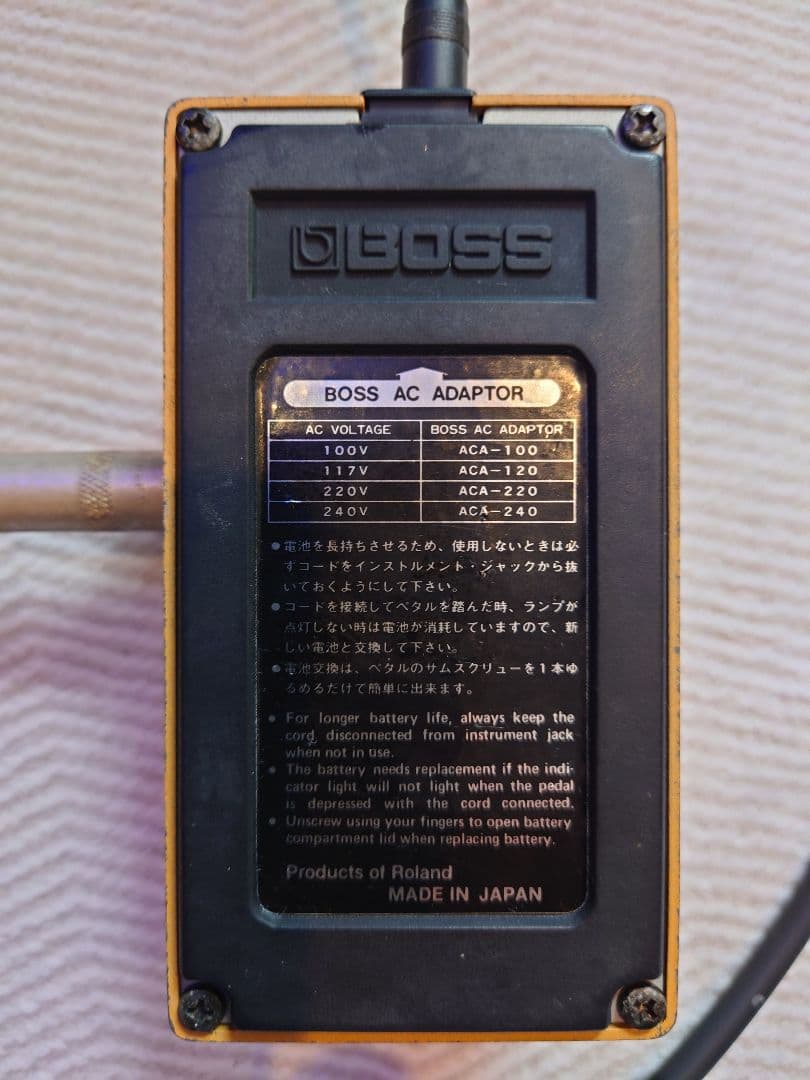 BOSS
BOSS AC ADAPTOR
AC VOLTAGE BOSS AC ADAPTOR
100V ACA-100
117V ACA-120
220V ACA-220
240V ACA-240
●電池を長持ちさせるため、使用しないときは必
ずコードをインストルメント・ジャックから抜
いておくようにして下さい。
●コードを接続してペタルを踏んだ時、ランプが
点灯しない時は電池が消耗していますので、新
しい電池と交換して下さい。
●電池交換は、ペタルのサムスクリューを1本ゆ
るめるだけで簡単に出来ます。
● For longer battery life, always keep the
cord disconnected from instrument jack
when not in use.
● The battery needs replacement if the indi-
cator light will not light when the pedal
is depressed with the cord connected.
● Unscrew using your fingers to open battery
compartment lid when replacing battery.
Products of Roland
MADE IN JAPAN